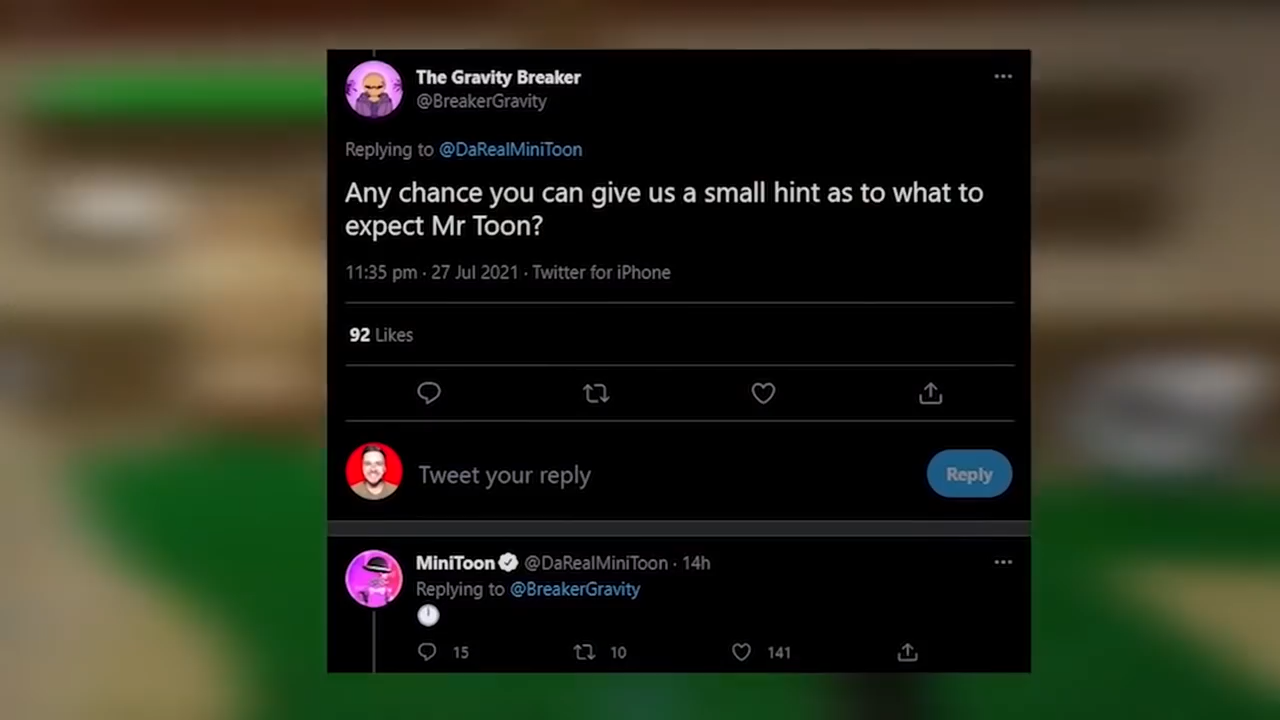 The Gravity Breaker
@BreakerGravity
Replying to @DaRealMiniToon
Any chance you can give us a small hint as to what to
expect Mr Toon?
11:35 pm · 27 Jul 2021 · Twitter for iPhone
92 Likes
Tweet your reply
Reply
MiniToon @DaRealMiniToon · 14h
Replying to @BreakerGravity
15 10 141